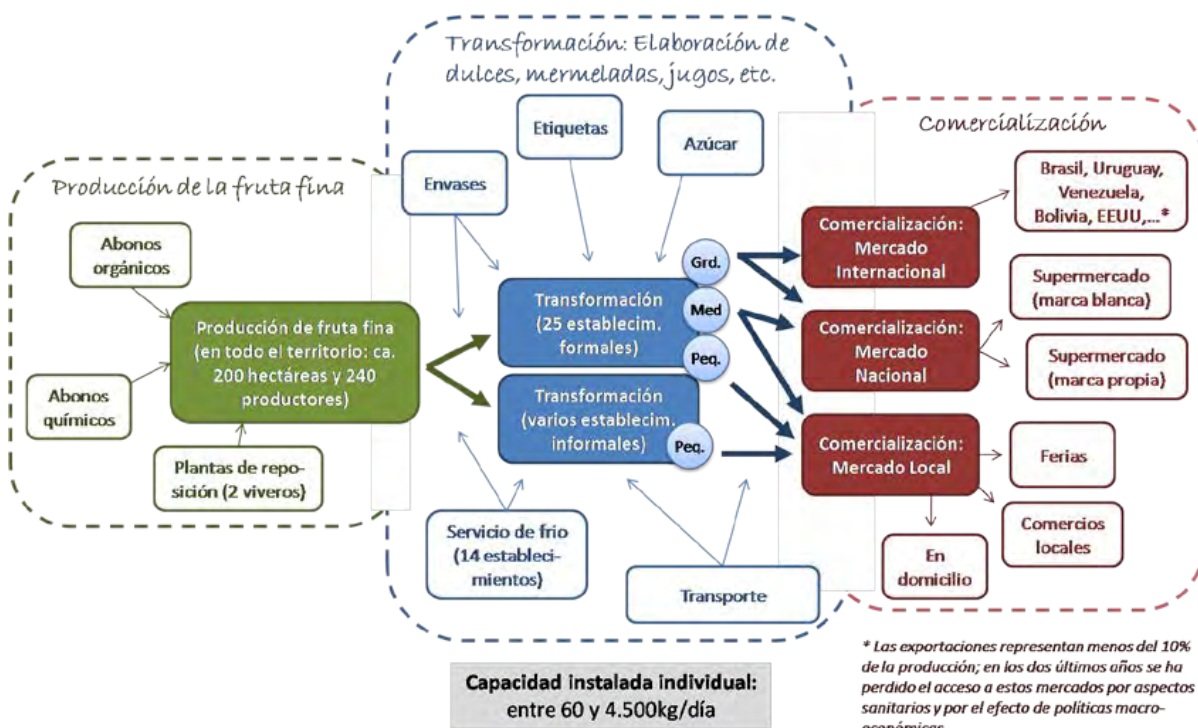 Transformación: Elaboración de
dulces, mermeladas, jugos, etc.
Etiquetas
Azúcar
Envases
Comercialización
Producción de la fruta fina
Abonos
orgánicos
Producción de fruta fina
(en todo el territorio: ca.
200 hectáreas y 240
productores)
Abonos
químicos
Plantas de repo-
sición (2 viveros)
Transformación
(25 establecim.
formales)
Grd.
Med
Peq.
Transformación
(varios establecim.
informales)
Peq.
Servicio de frio
(14 estableci-
mientos)
Transporte
Comercialización:
Mercado
Internacional
Comercialización:
Mercado
Nacional
Comercialización:
Mercado Local
Brasil, Uruguay,
Venezuela,
Bolivia, EEUU,...*
Supermercado
(marca blanca)
Supermercado
(marca propia)
Ferias
Comercios
locales
En
domicilio
Capacidad instalada individual:
entre 60 y 4.500kg/día
* Las exportaciones representan menos del 10%
de la producción; en los dos últimos años se ha
perdido el acceso a estos mercados por aspectos
sanitarios y por el efecto de políticas macro-
económicas